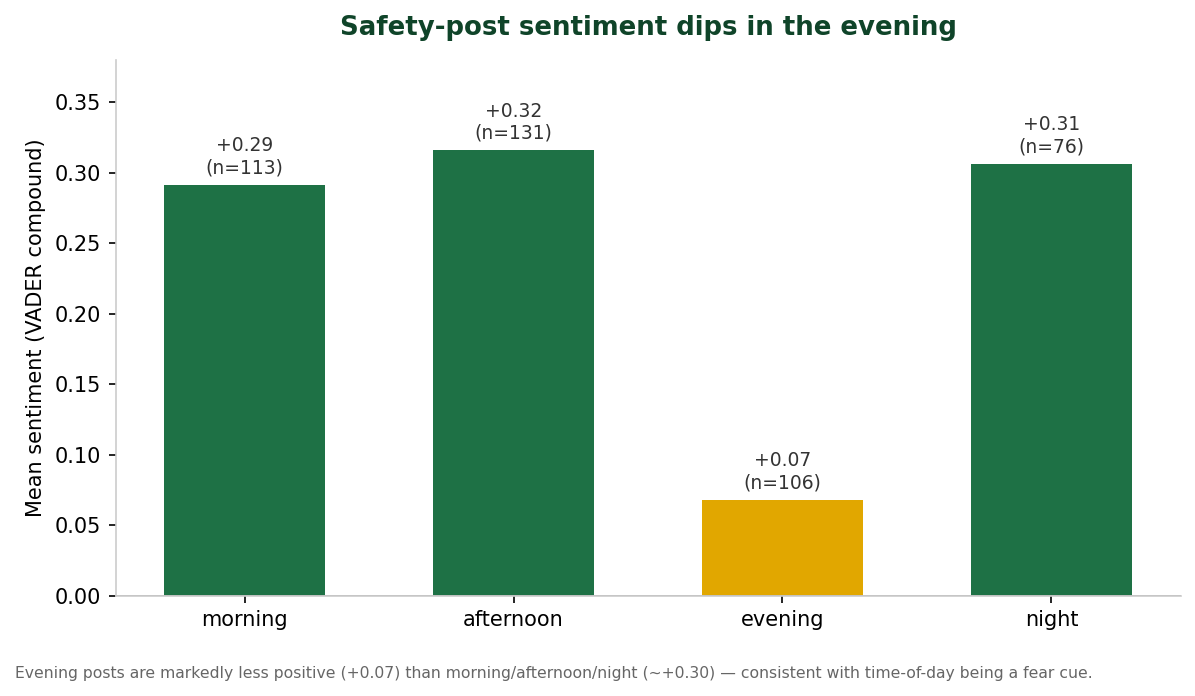 Safety-post sentiment dips in the evening
Mean sentiment (VADER compound)
0.35
0.30
0.25
0.20
0.15
0.10
0.05
0.00
+0.29
(n=113)
+0.32
(n=131)
+0.07
(n=106)
+0.31
(n=76)
morning
afternoon
evening
night
Evening posts are markedly less positive (+0.07) than morning/afternoon/night (~+0.30) — consistent with time-of-day being a fear cue.